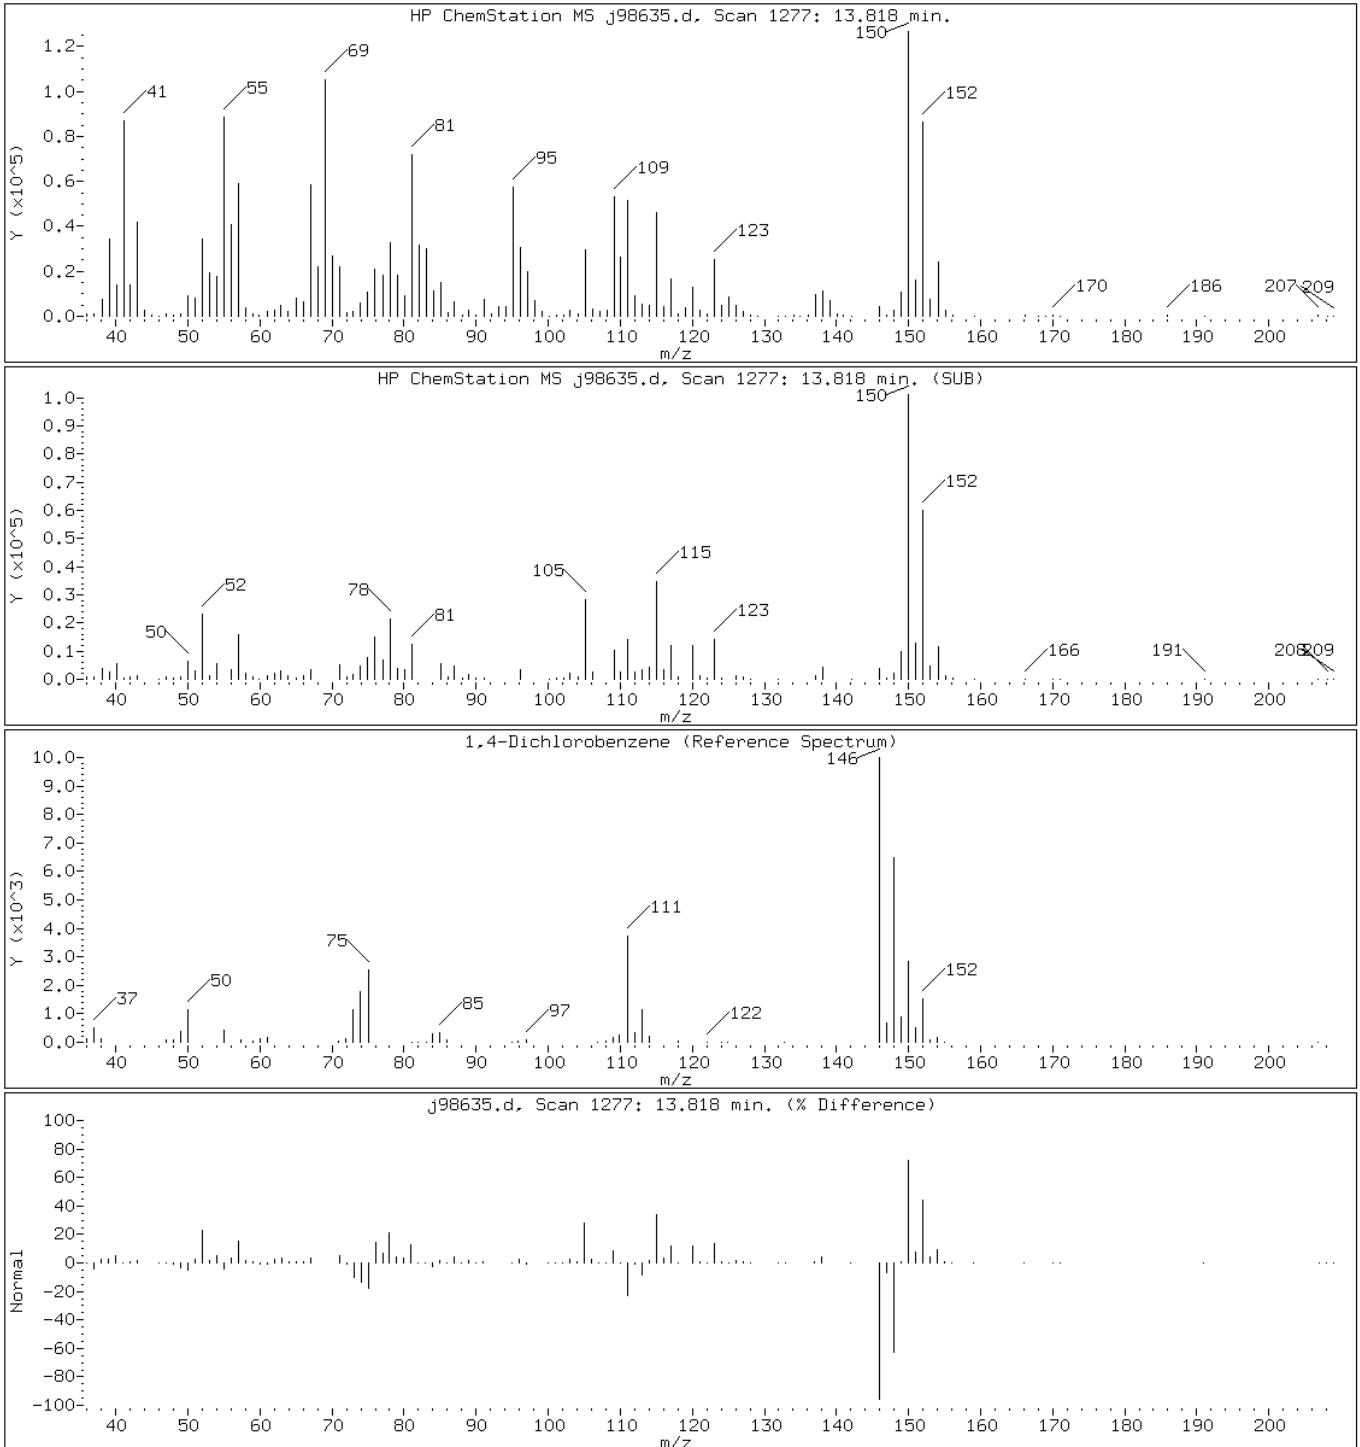 HP ChemStation MS j98635.d, Scan 1277: 13.818 min.
Y (x10^5)
1.2-
1.0-
0.8-
0.6-
0.4-
0.2-
0.0-
41 55 69 81 95 109 123 150 152 170 186 207 209
40 50 60 70 80 90 100 110 120 130 140 150 160 170 180 190 200
m/z
HP ChemStation MS j98635.d, Scan 1277: 13.818 min. (SUB)
Y (x10^5)
1.0-
0.9-
0.8-
0.7-
0.6-
0.5-
0.4-
0.3-
0.2-
0.1-
0.0-
50 52 78 81 105 115 123 150 152 166 191 208 209
40 50 60 70 80 90 100 110 120 130 140 150 160 170 180 190 200
m/z
1,4-Dichlorobenzene (Reference Spectrum)
Y (x10^3)
10.0-
9.0-
8.0-
7.0-
6.0-
5.0-
4.0-
3.0-
2.0-
1.0-
0.0-
37 50 75 85 97 111 122 146 152
40 50 60 70 80 90 100 110 120 130 140 150 160 170 180 190 200
m/z
j98635.d, Scan 1277: 13.818 min. (% Difference)
Normal
100-
80-
60-
40-
20-
0-
-20-
-40-
-60-
-80-
-100-
40 50 60 70 80 90 100 110 120 130 140 150 160 170 180 190 200
m/z